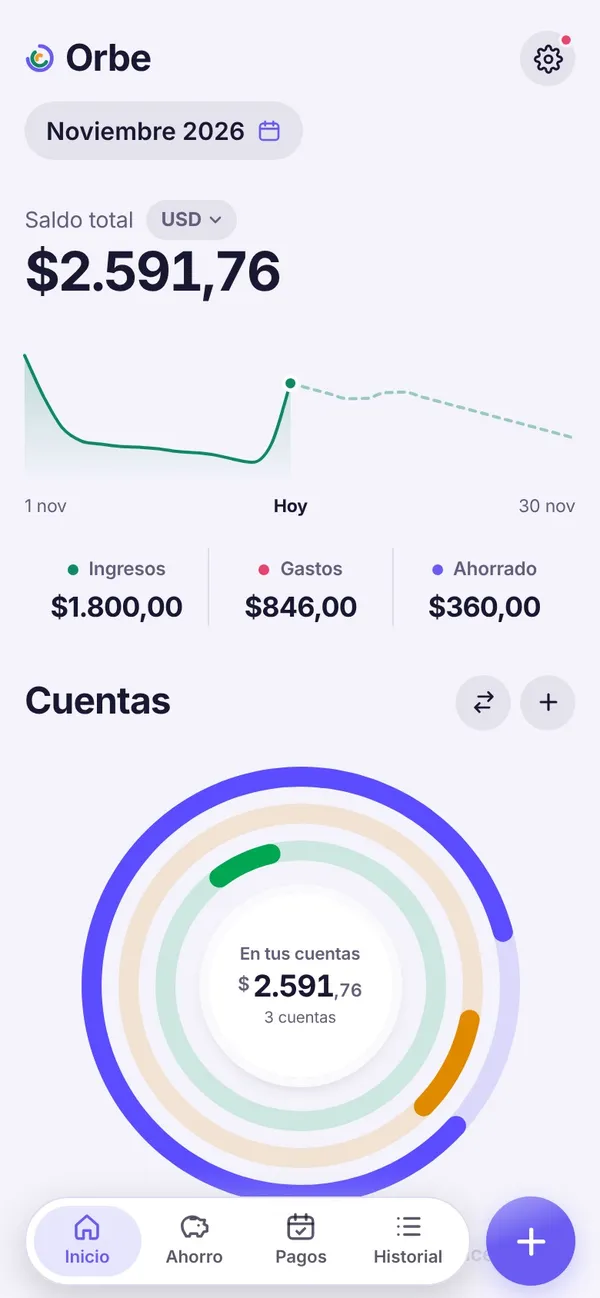 Orbe
Noviembre 2026
Saldo total USD
$2.591,76
1 nov Hoy 30 nov
Ingresos Gastos Ahorrado
$1.800,00 $846,00 $360,00
Cuentas
En tus cuentas
$2.591,76
3 cuentas
Inicio Ahorro Pagos Historial